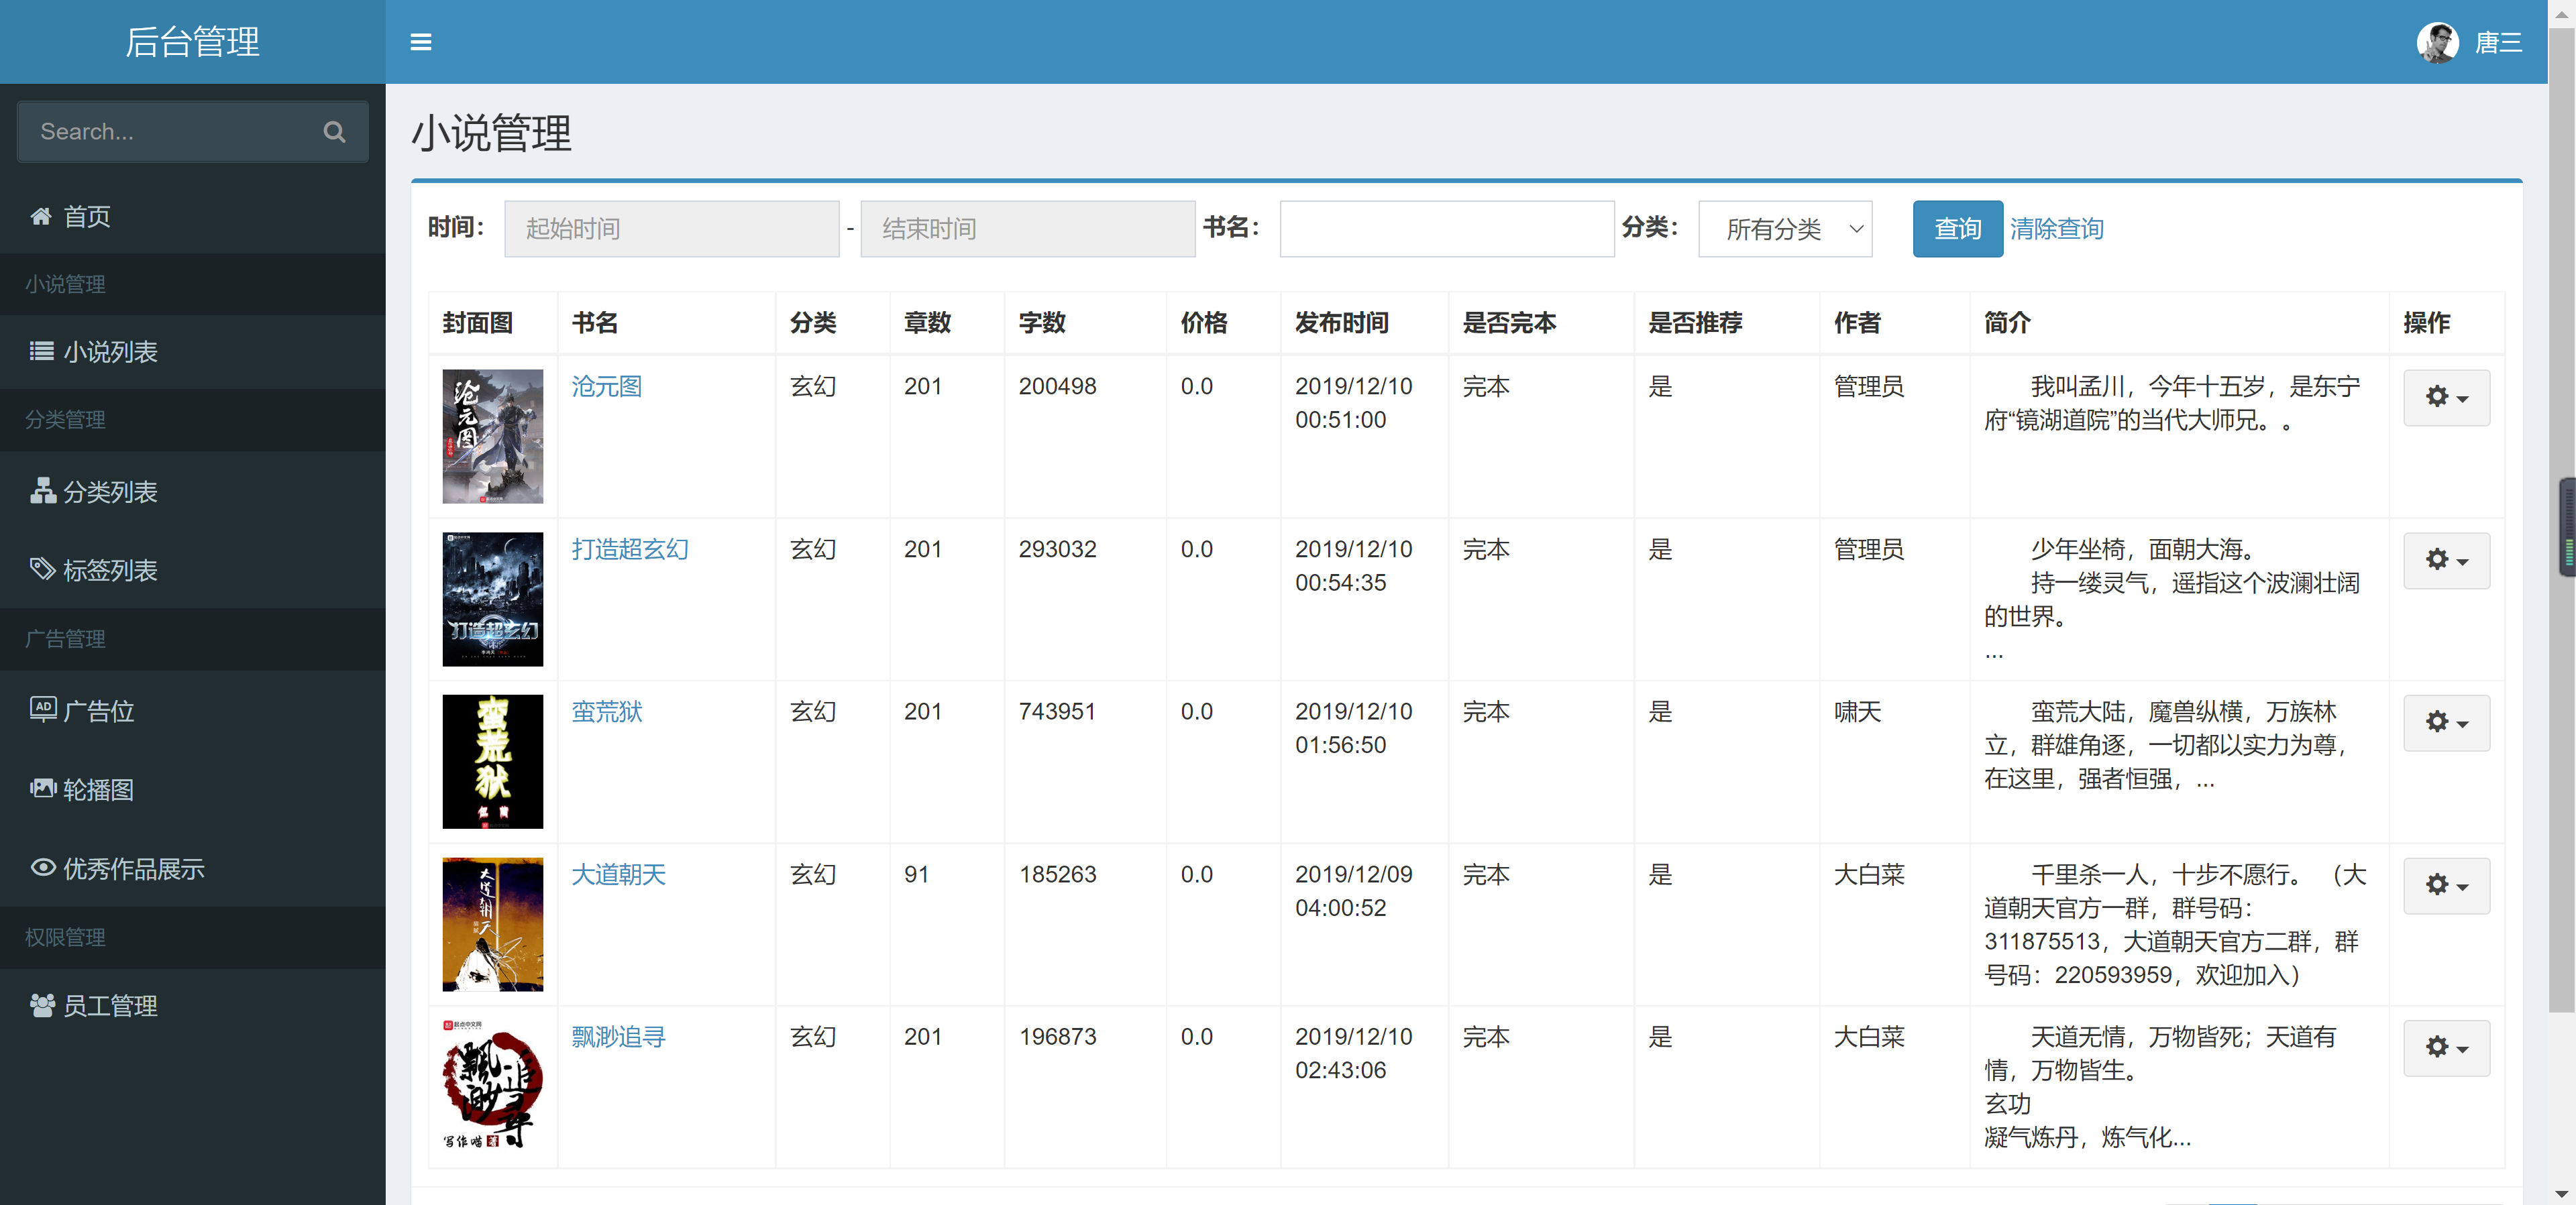 后台管理
唐三
Search...
首页
小说管理
小说列表
分类管理
分类列表
标签列表
广告管理
AD 广告位
轮播图
优秀作品展示
权限管理
员工管理
小说管理
时间： 起始时间 - 结束时间 书名： 分类： 所有分类 查询 清除查询
封面图 书名 分类 章数 字数 价格 发布时间 是否完本 是否推荐 作者 简介 操作
沧元图
沧元图 玄幻 201 200498 0.0 2019/12/10 完本 是 管理员 我叫孟川，今年十五岁，是东宁
00:51:00 府“镜湖道院”的当代大师兄。。
打造超玄幻
打造超玄幻 玄幻 201 293032 0.0 2019/12/10 完本 是 管理员 少年坐椅，面朝大海。
00:54:35 持一缕灵气，遥指这个波澜壮阔
的世界。
...
蛮荒狱
蛮荒狱 玄幻 201 743951 0.0 2019/12/10 完本 是 啸天 蛮荒大陆，魔兽纵横，万族林
01:56:50 立，群雄角逐，一切都以实力为尊，
在这里，强者恒强，...
大道朝天
大道朝天 玄幻 91 185263 0.0 2019/12/09 完本 是 大白菜 千里杀一人，十步不愿行。 （大
04:00:52 道朝天官方一群，群号码：
311875513，大道朝天官方二群，群
号码：220593959，欢迎加入）
起点中文网
飘渺追寻
写作喵著
飘渺追寻 玄幻 201 196873 0.0 2019/12/10 完本 是 大白菜 天道无情，万物皆死；天道有
02:43:06 情，万物皆生。
玄功
凝气炼丹，炼气化...